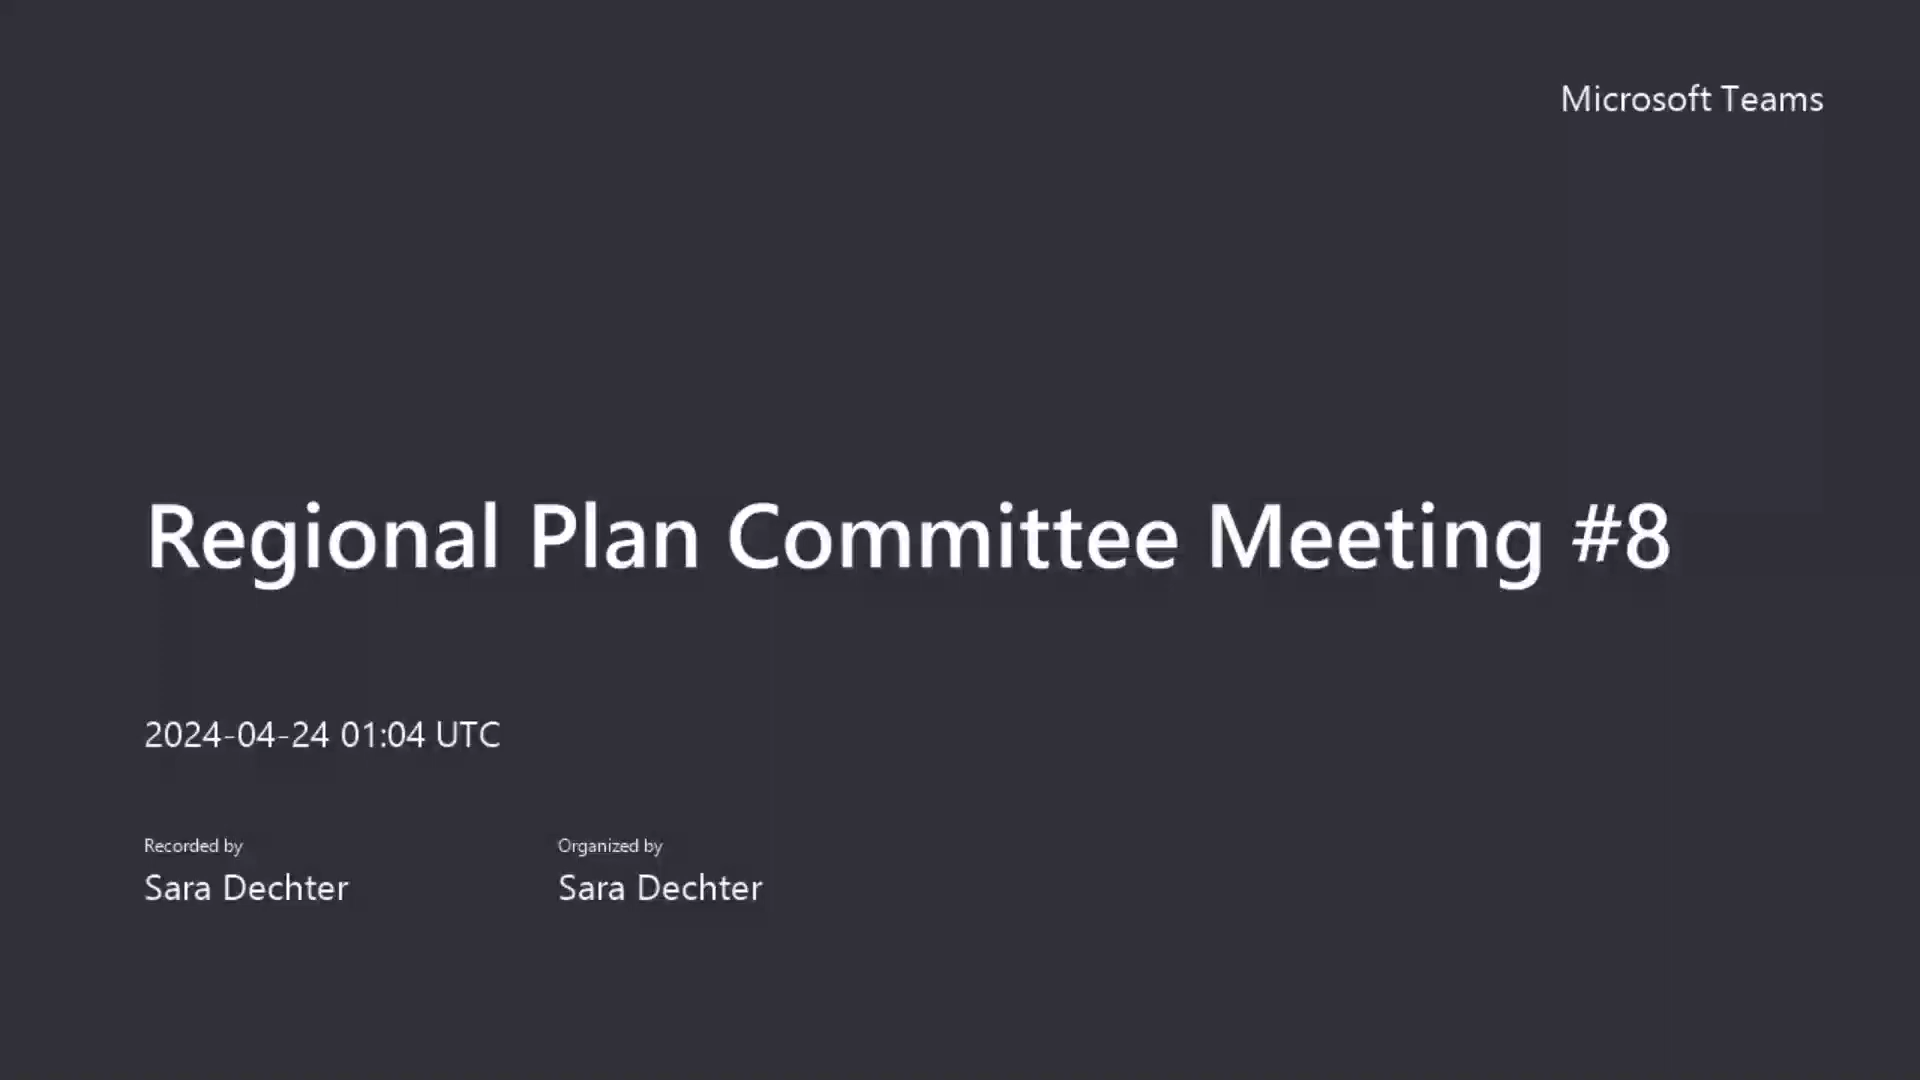 Microsoft Teams
Regional Plan Committee Meeting #8
2024-04-24 01:04 UTC
Recorded by
Organized by
Sara Dechter
Sara Dechter